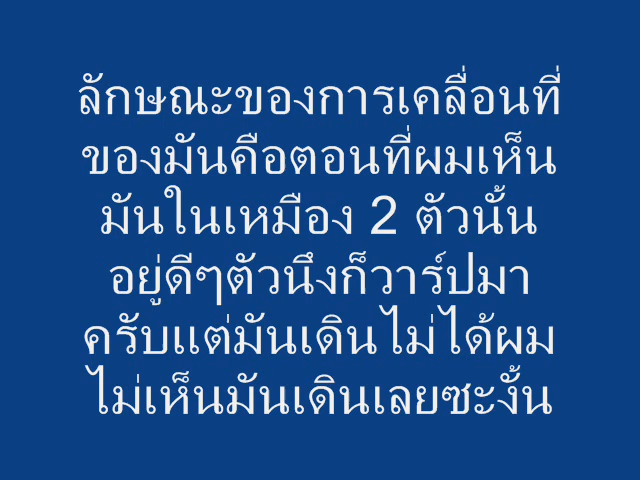 ลักษณะของการเคลื่อนที่
ของมันคือตอนที่ผมเห็น
มันในเหมือง 2 ตัวนั้น
อยู่ดีๆตัวนึงก็วาร์ปมา
ครับแต่มันเดินไม่ได้ผม
ไม่เห็นมันเดินเลยซะงั้น